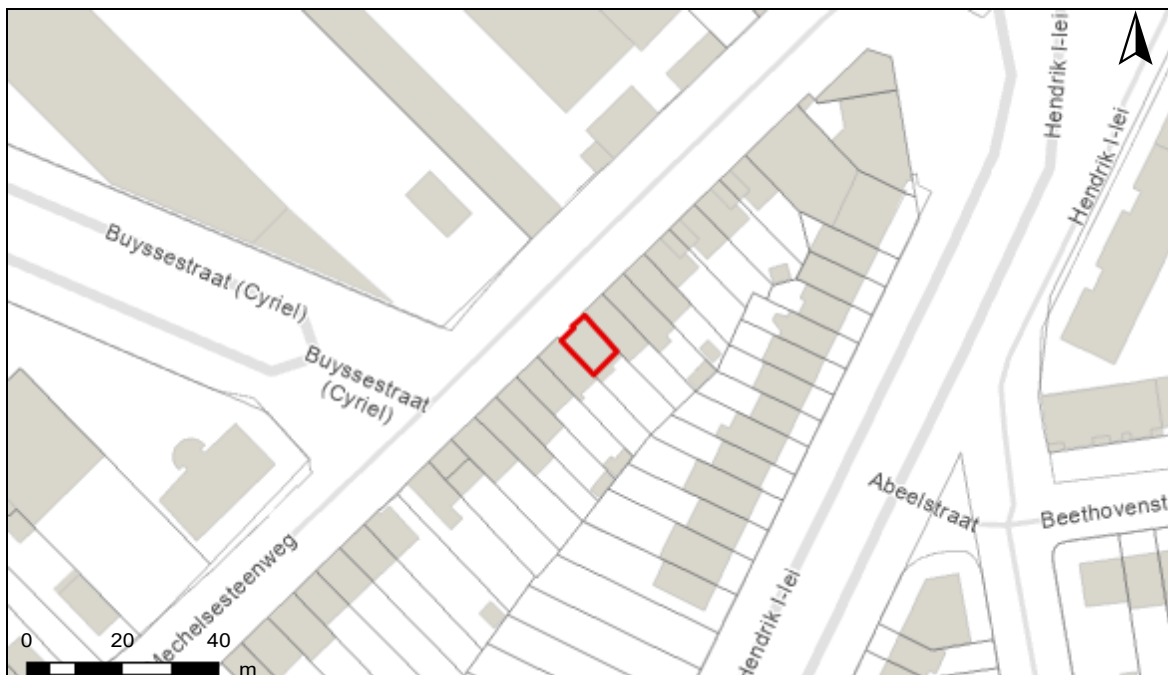 Hendrik I-lei
Hendrik I-lei
Buyssestraat (Cyriel)
Buyssestraat
(Cyriel)
Abeelstraat
Beethovenst
Mechelsesteenweg
Hendrik I-lei
0 20 40
m